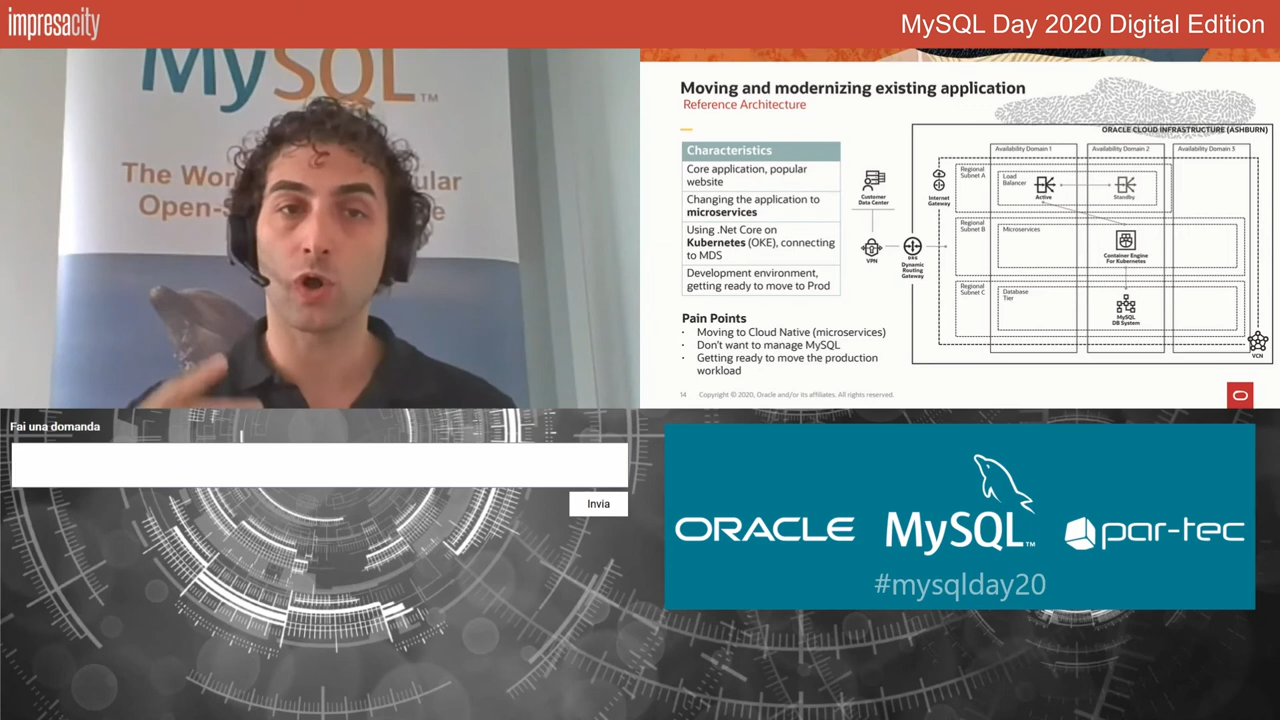 impresacity
MySQL Day 2020 Digital Edition
MySQL™
The Wor ular
Open-S e
Moving and modernizing existing application
Reference Architecture
Characteristics
Core application, popular
website
Changing the application to
microservices
Using .Net Core on
Kubernetes (OKE), connecting
to MDS
Development environment,
getting ready to move to Prod
Pain Points
· Moving to Cloud Native (microservices)
· Don't want to manage MySQL
· Getting ready to move the production
workload
ORACLE CLOUD INFRASTRUCTURE (ASHBURN)
Availability Domain 1
Availability Domain 2
Availability Domain 3
Customer
Data Center
VPN
DRG
Dynamic
Routing
Gateway
Internet
Gateway
Regional
Subnet A
Load
Balancer
Active
Standby
Regional
Subnet B
Microservices
Container Engine
For Kubernetes
Regional
Subnet C
Database
Tier
MySQL
DB System
VCN
14 Copyright © 2020, Oracle and/or its affiliates. All rights reserved.
Fai una domanda
Invia
ORACLE
MySQL™
par-tec
#mysqlday20